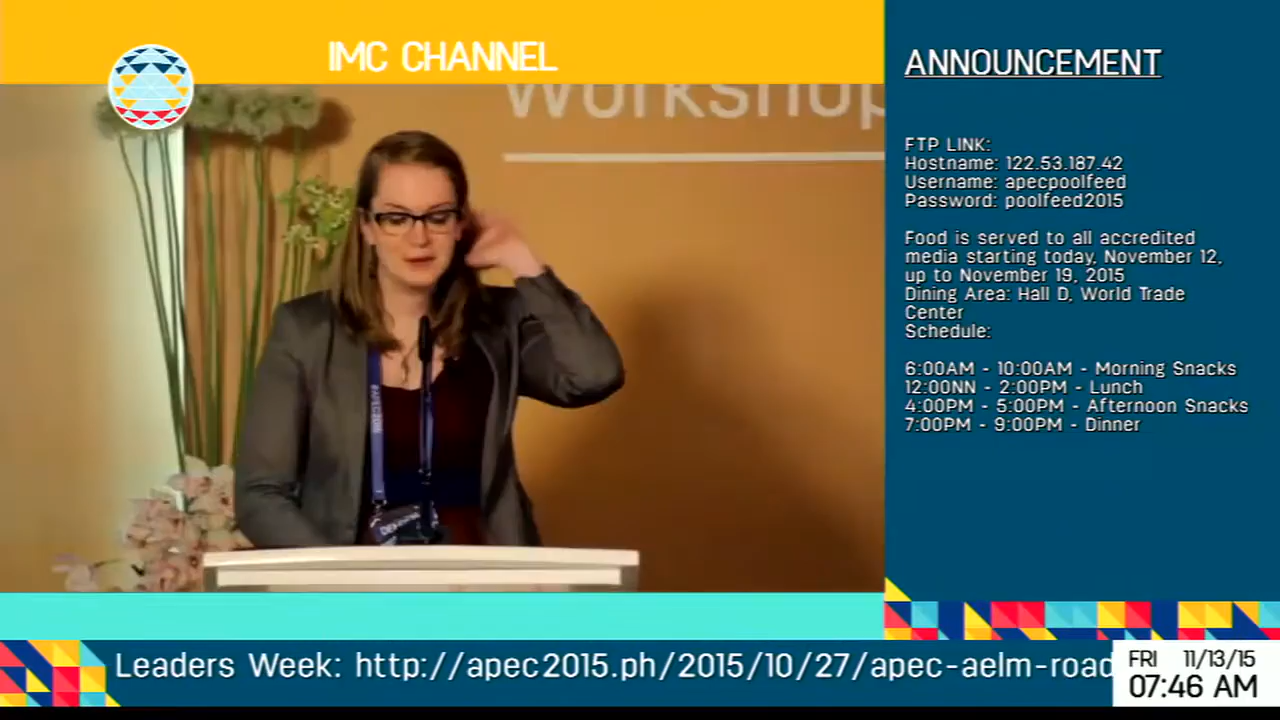 IMC CHANNEL
Workshop
ANNOUNCEMENT
FTP LINK:
Hostname: 122.53.187.42
Username: apecpoolfeed
Password: poolfeed2015
Food is served to all accredited
media starting today, November 12,
up to November 19, 2015
Dining Area: Hall D, World Trade
Center
Schedule:
6:00AM - 10:00AM - Morning Snacks
12:00NN - 2:00PM - Lunch
4:00PM - 5:00PM - Afternoon Snacks
7:00PM - 9:00PM - Dinner
Leaders Week: http://apec2015.ph/2015/10/27/apec-aelm-road
FRI 11/13/15
07:46 AM